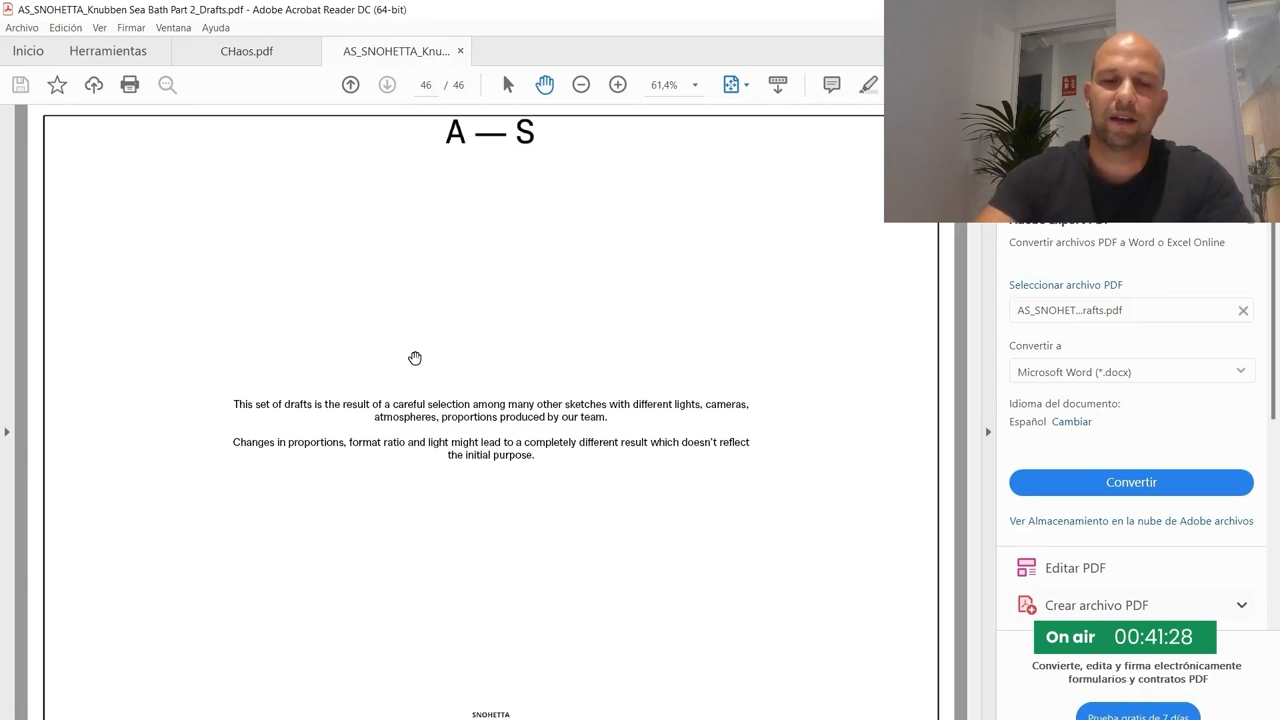 AS_SNOHETTA_Knubben Sea Bath Part 2_Drafts.pdf - Adobe Acrobat Reader DC (64-bit)
Archivo Edición Ver Firmar Ventana Ayuda
Inicio Herramientas CHaos.pdf AS_SNOHETTA_Knu... ×
46 / 46 61,4%
A — S
This set of drafts is the result of a careful selection among many other sketches with different lights, cameras,
atmospheres, proportions produced by our team.
Changes in proportions, format ratio and light might lead to a completely different result which doesn't reflect
the initial purpose.
SNOHETTA
Convertir archivos PDF a Word o Excel Online
Seleccionar archivo PDF
AS_SNOHET...rafts.pdf
Convertir a
Microsoft Word (*.docx)
Idioma del documento:
Español Cambiar
Convertir
Ver Almacenamiento en la nube de Adobe archivos
Editar PDF
Crear archivo PDF
On air 00:41:28
Convierte, edita y firma electrónicamente
formularios y contratos PDF
Prueba gratis de 7 días